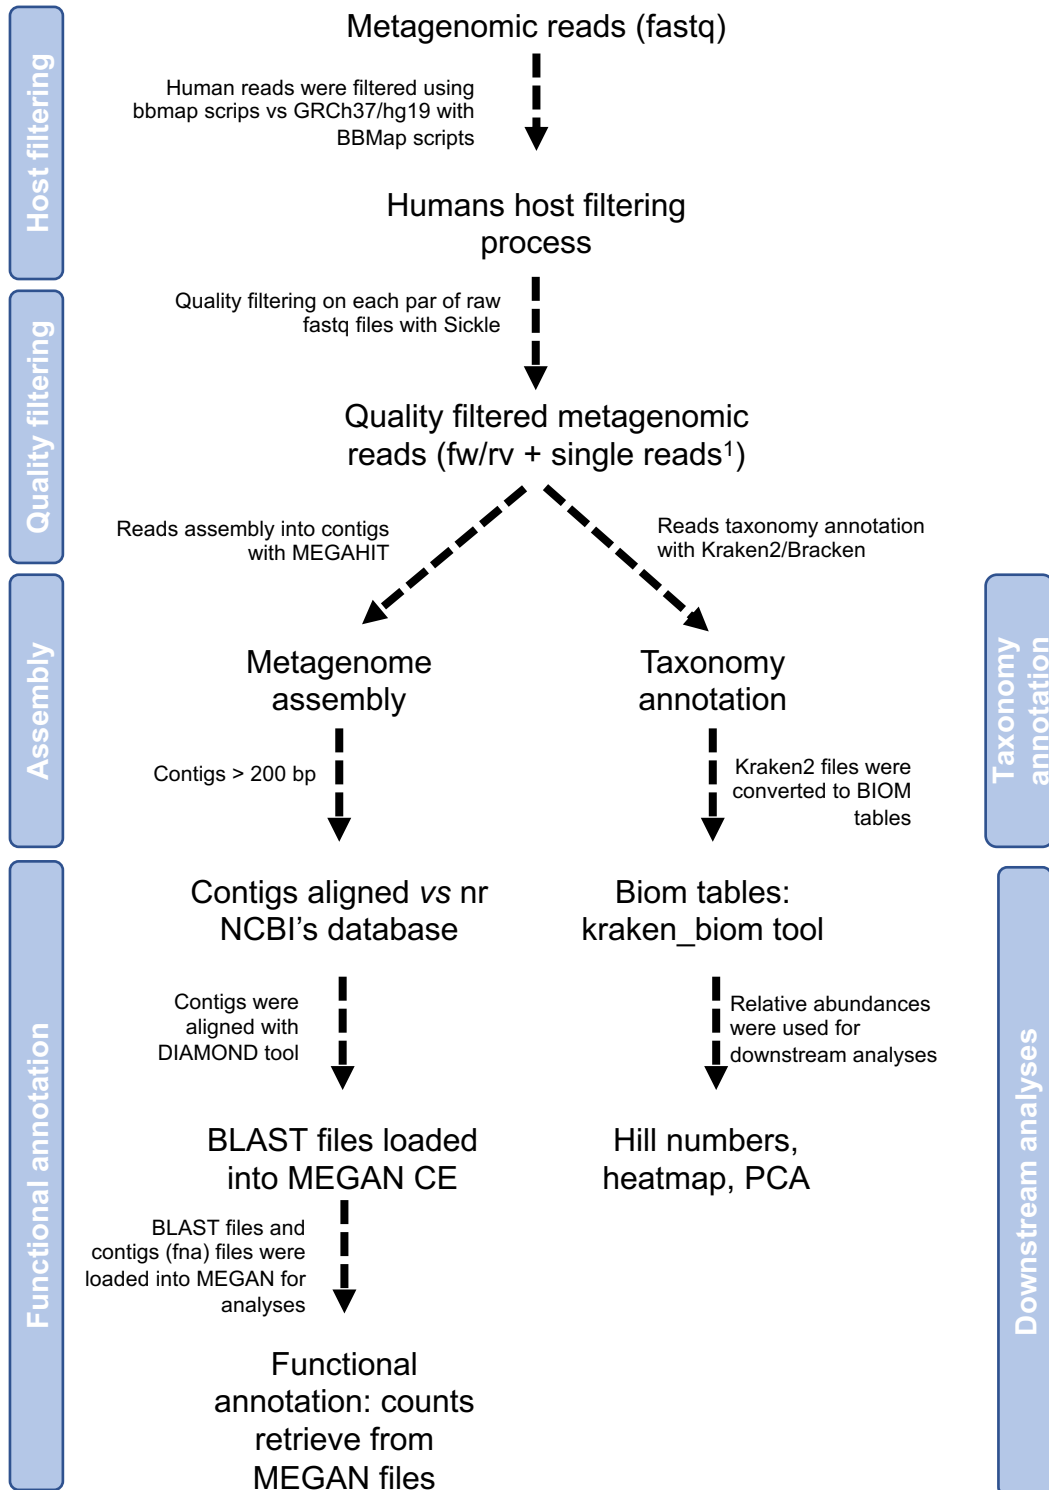 Metagenomic reads (fastq)
Host filtering
Human reads were filtered using
bbmap scrips vs GRCh37/hg19 with
BBMap scripts
Humans host filtering
process
Quality filtering
Quality filtering on each par of raw
fastq files with Sickle
Quality filtered metagenomic
reads (fw/rv + single reads¹)
Reads assembly into contigs
with MEGAHIT
Reads taxonomy annotation
with Kraken2/Bracken
Assembly
Metagenome
assembly
Taxonomy
annotation
Taxonomy
annotation
Contigs > 200 bp
Kraken2 files were
converted to BIOM
tables
Functional annotation
Contigs aligned vs nr
NCBI's database
Biom tables:
kraken_biom tool
Downstream analyses
Contigs were
aligned with
DIAMOND tool
Relative abundances
were used for
downstream analyses
BLAST files loaded
into MEGAN CE
Hill numbers,
heatmap, PCA
BLAST files and
contigs (fna) files were
loaded into MEGAN for
analyses
Functional
annotation: counts
retrieve from
MEGAN files